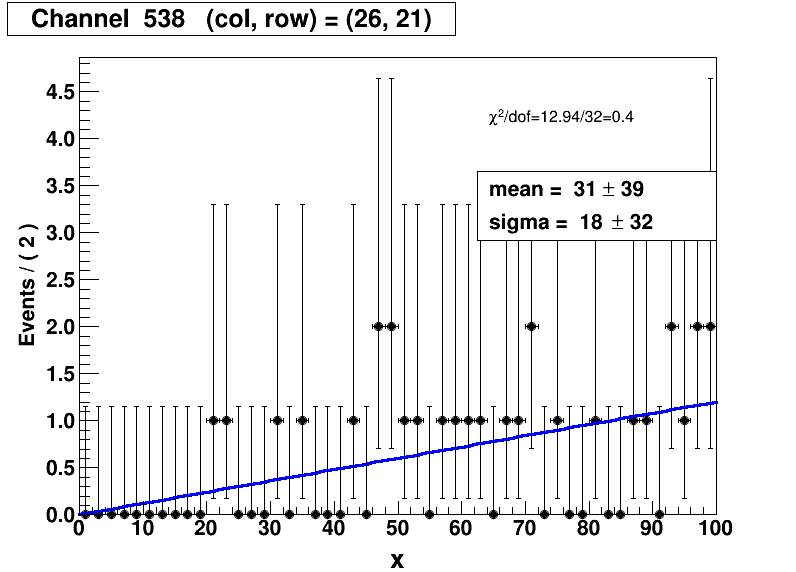 Channel 538 (col, row) = (26, 21)
χ²/dof=12.94/32=0.4
mean = 31 ± 39
sigma = 18 ± 32
Events / ( 2 )
4.5
4.0
3.5
3.0
2.5
2.0
1.5
1.0
0.5
0.0
0 10 20 30 40 50 60 70 80 90 100
x